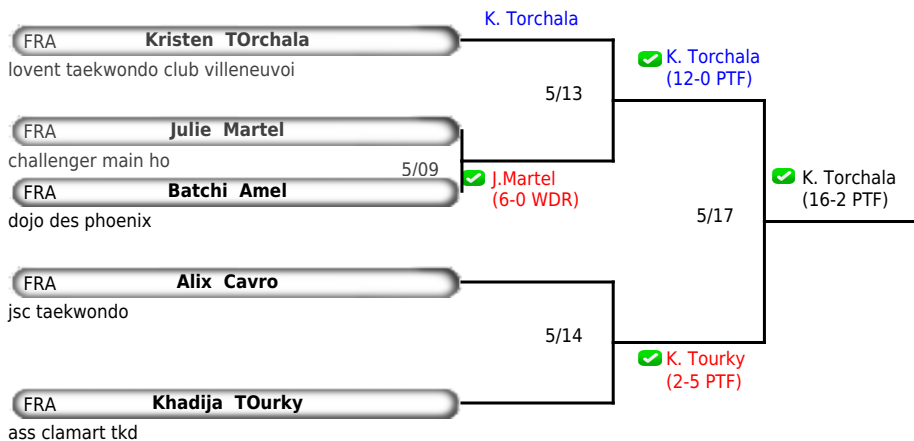 K. Torchala
FRA Kristen TOrchala
lovent taekwondo club villeneuvoi
K. Torchala
(12-0 PTF)
5/13
FRA Julie Martel
challenger main ho
5/09
J.Martel
(6-0 WDR)
FRA Batchi Amel
dojo des phoenix
K. Torchala
(16-2 PTF)
5/17
FRA Alix Cavro
jsc taekwondo
5/14
K. Tourky
(2-5 PTF)
FRA Khadija TOurky
ass clamart tkd